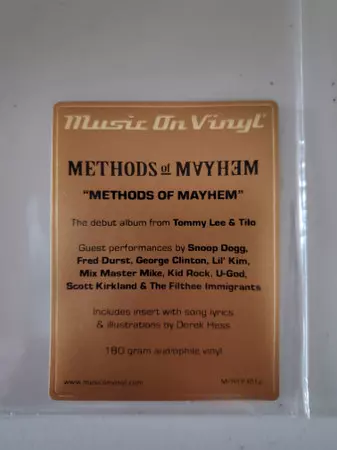 Music On Vinyl
METHODS of MAYHEM
"METHODS OF MAYHEM"
The debut album from Tommy Lee & Tilo
Guest performances by Snoop Dogg,
Fred Durst, George Clinton, Lil' Kim,
Mix Master Mike, Kid Rock, U-God,
Scott Kirkland & The Filthee Immigrants
Includes insert with song lyrics
& illustrations by Derek Hess
180 gram audiophile vinyl
www.musiconvinyl.com